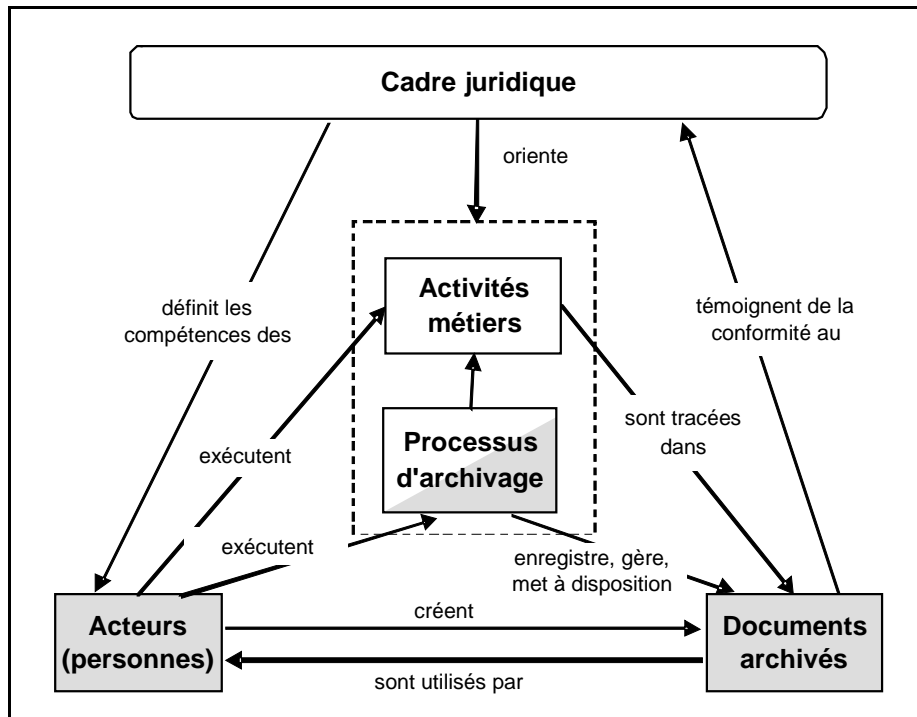 Cadre juridique
oriente
Activités
métiers
définit les
compétences des
témoignent de la
conformité au
sont tracées
dans
exécutent
Processus
d'archivage
exécutent
enregistre, gère,
met à disposition
créent
Acteurs
(personnes)
Documents
archivés
sont utilisés par